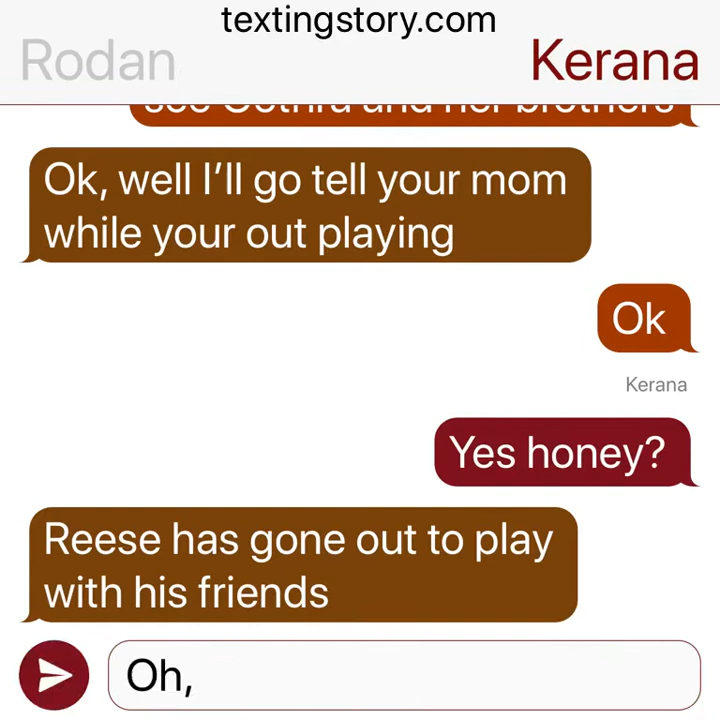 textingstory.com
Rodan
Kerana
Ok, well I'll go tell your mom
while your out playing
Ok
Kerana
Yes honey?
Reese has gone out to play
with his friends
Oh,